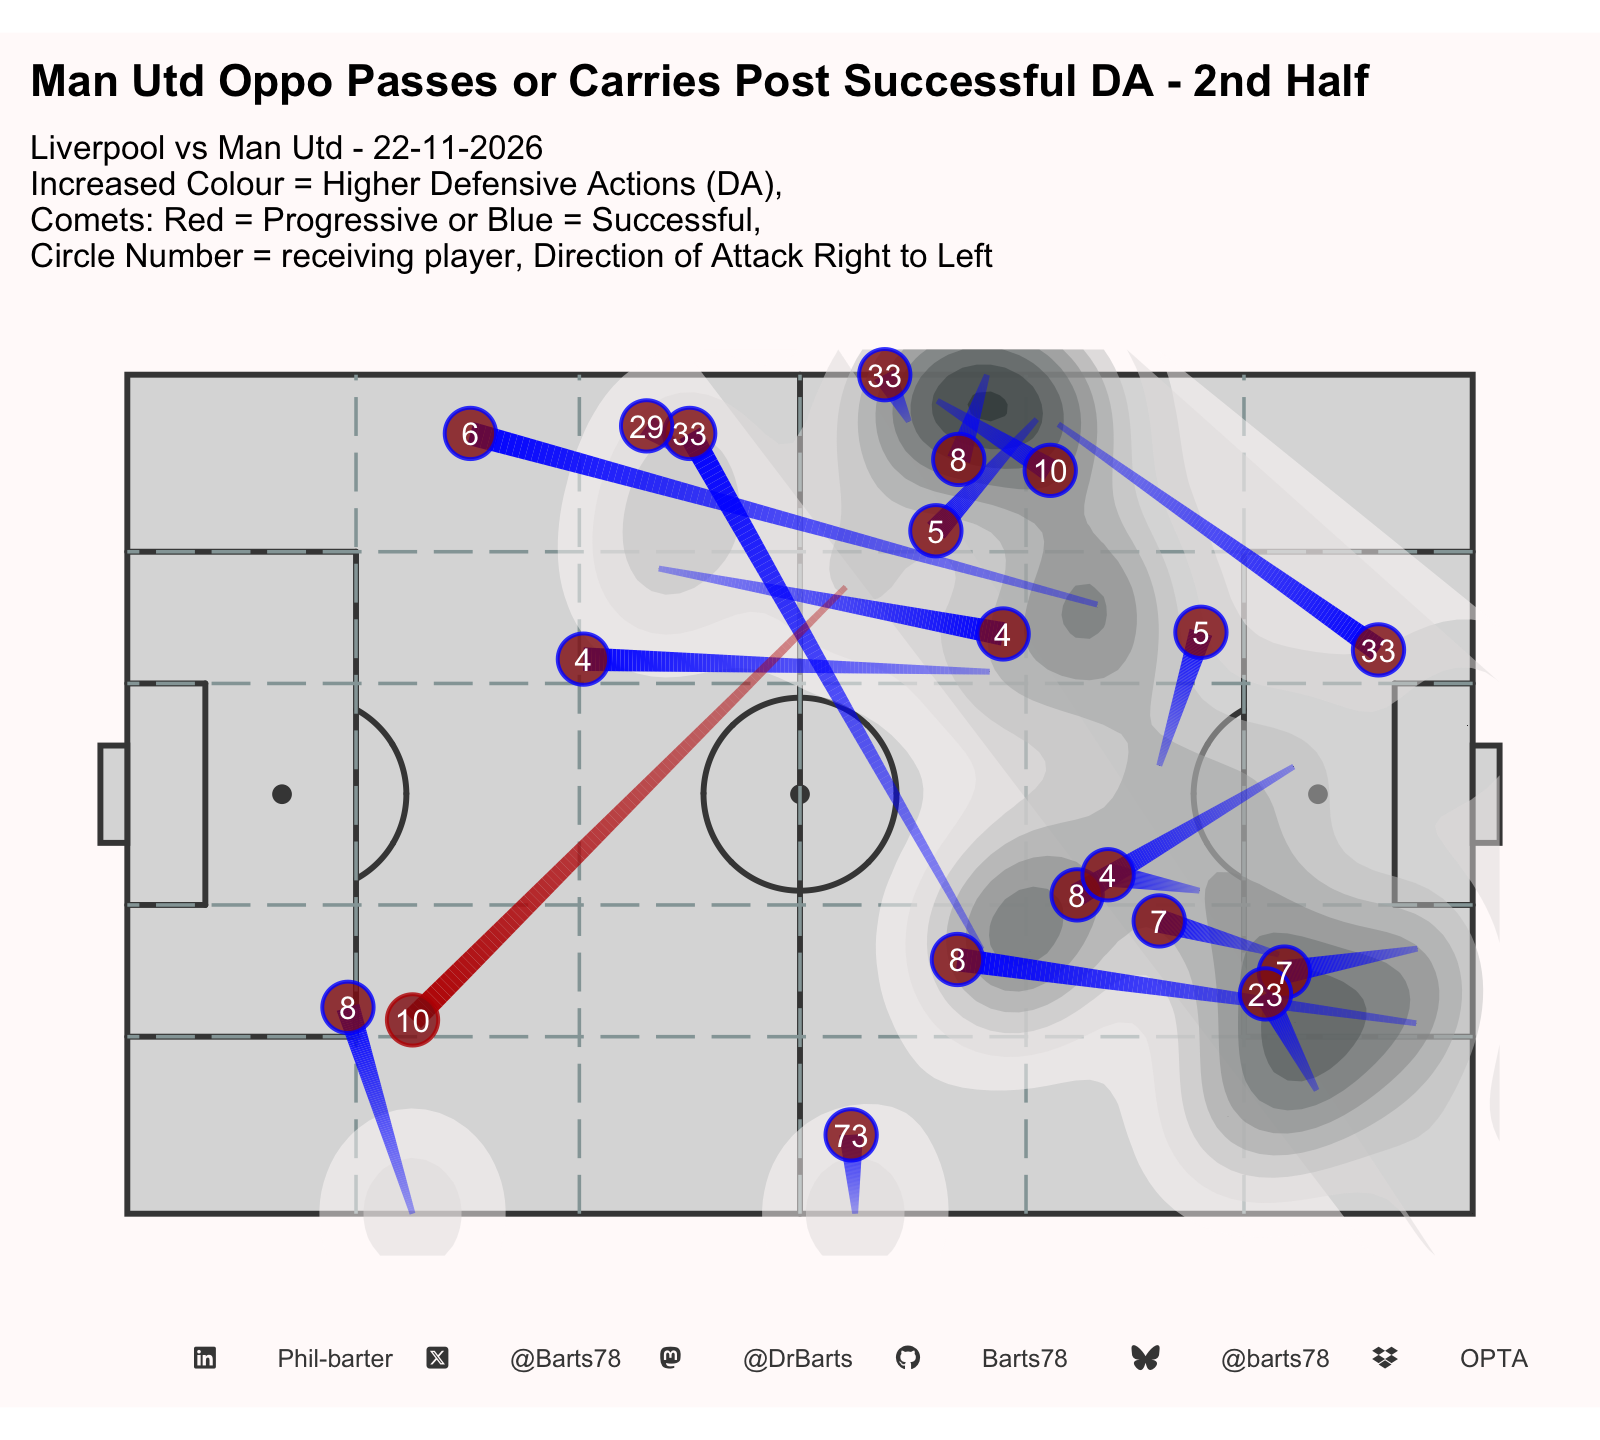 Man Utd Oppo Passes or Carries Post Successful DA - 2nd Half
Liverpool vs Man Utd - 22-11-2026
Increased Colour = Higher Defensive Actions (DA),
Comets: Red = Progressive or Blue = Successful,
Circle Number = receiving player, Direction of Attack Right to Left
33
6
29
33
8
10
5
4
5
4
33
4
8
7
8
7
23
8
10
73
Phil-barter
@Barts78
@DrBarts
Barts78
@barts78
OPTA